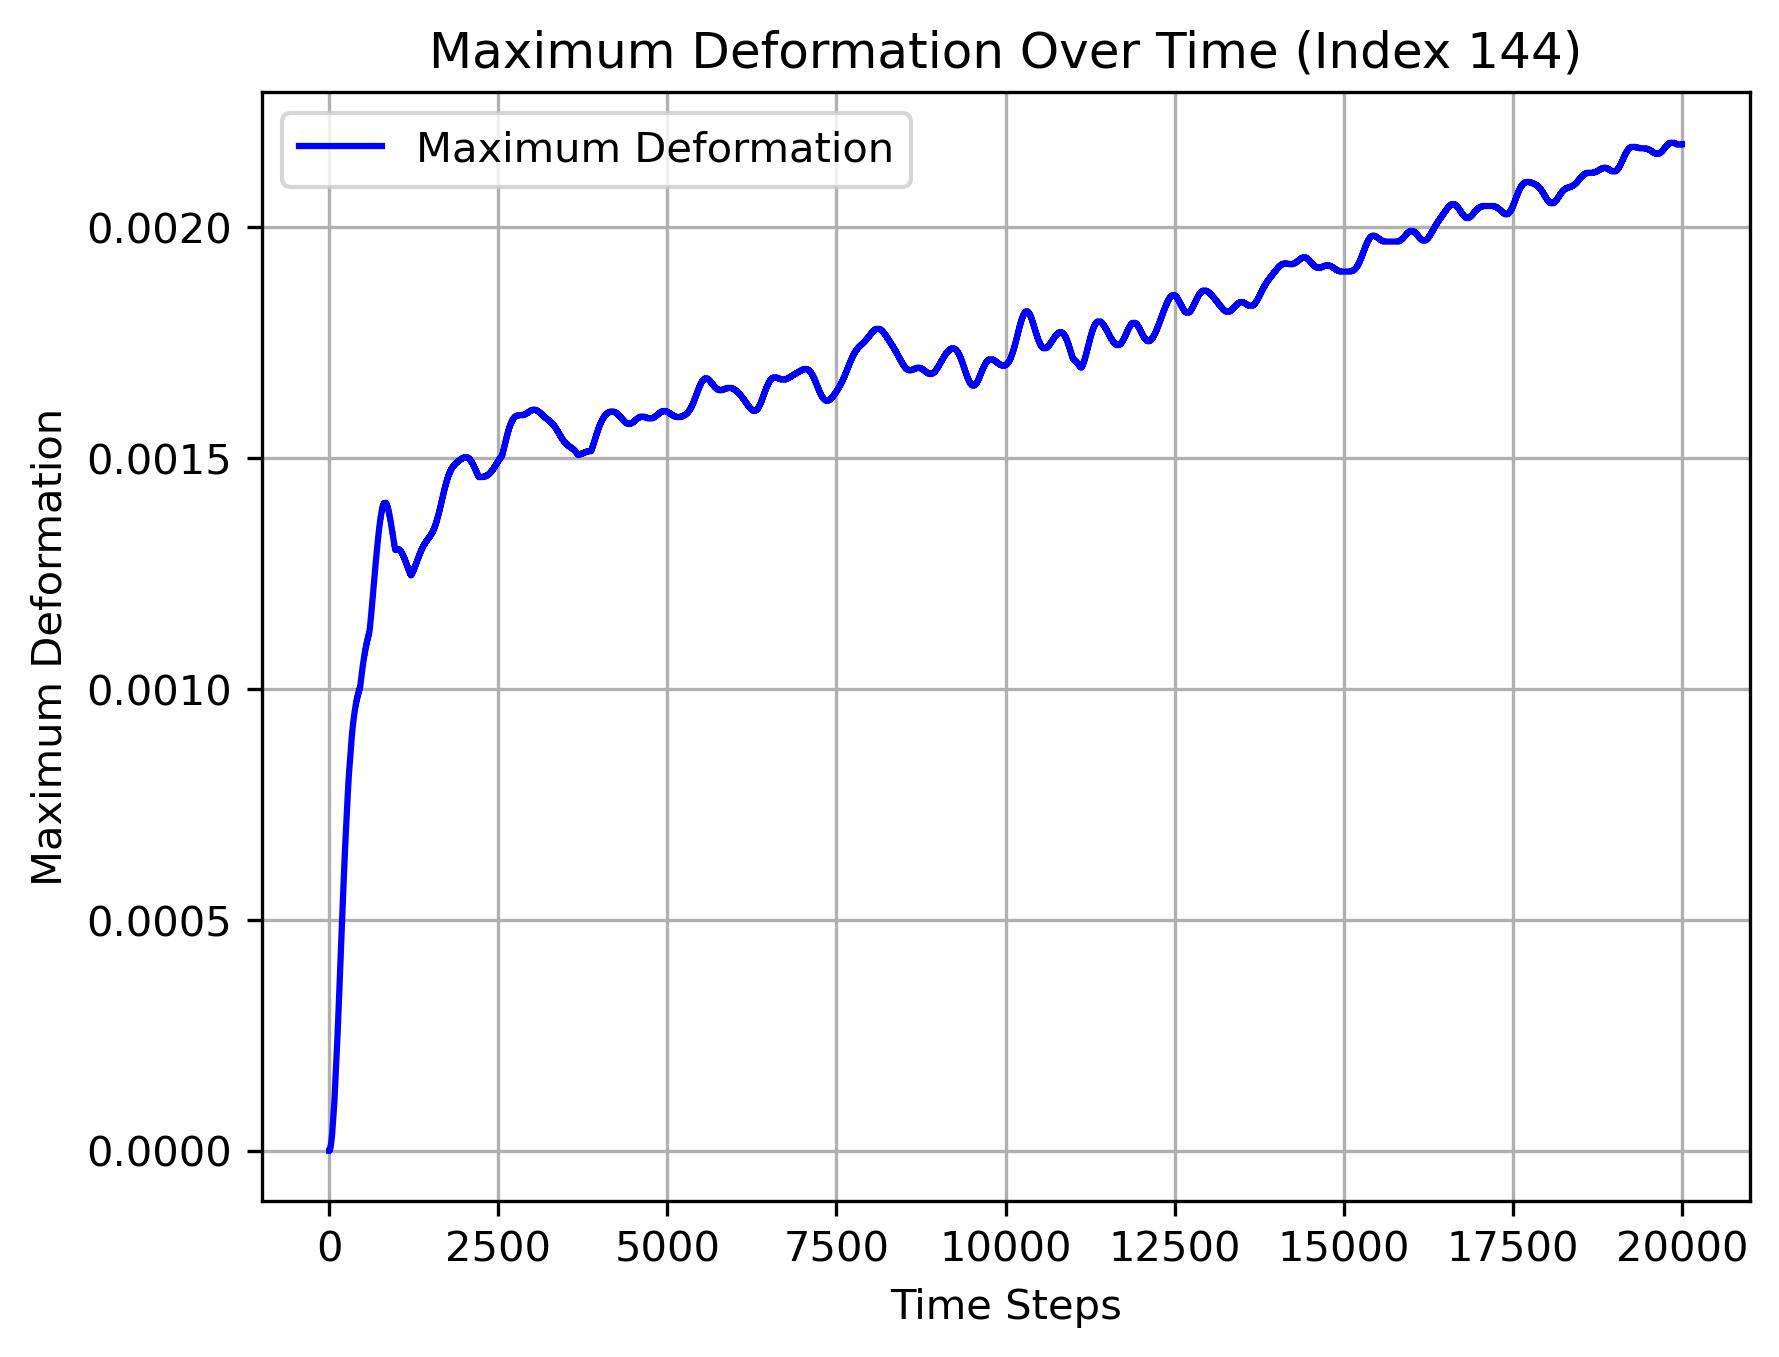 Maximum Deformation Over Time (Index 144)
Maximum Deformation
Maximum Deformation
0.0020
0.0015
0.0010
0.0005
0.0000
0 2500 5000 7500 10000 12500 15000 17500 20000
Time Steps